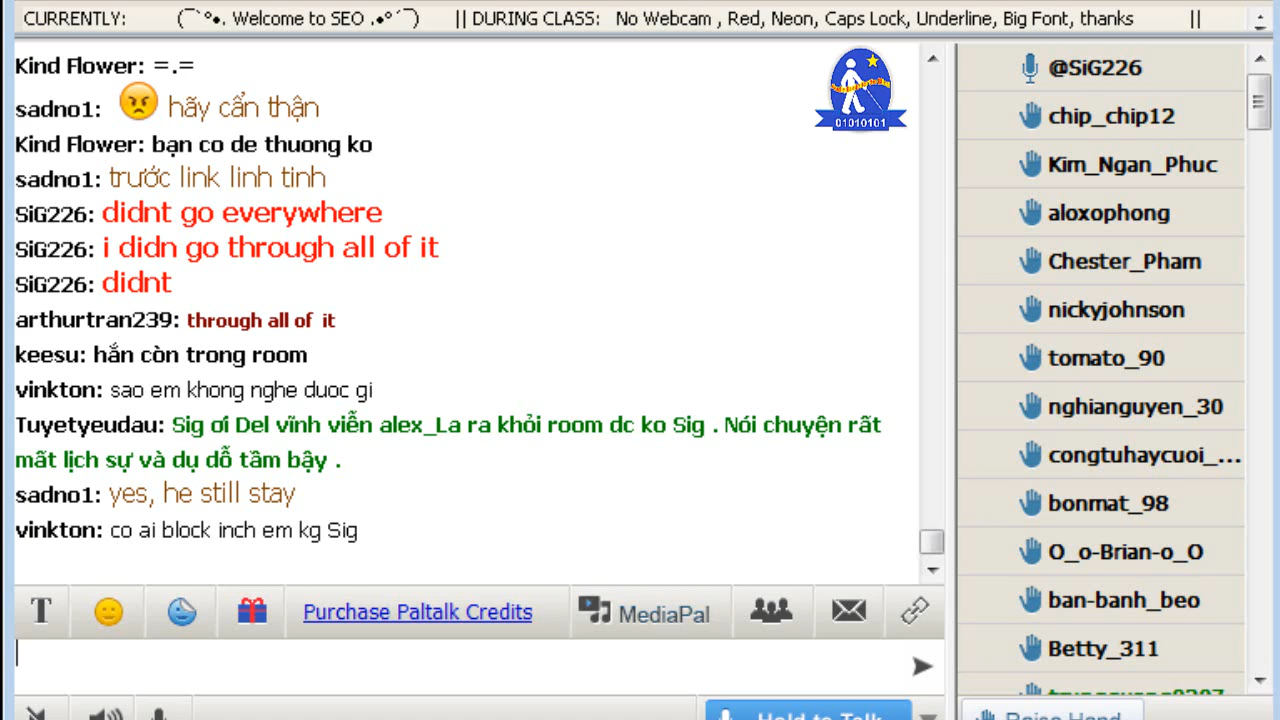 CURRENTLY: (¯`°•. Welcome to SEO .•°´¯) || DURING CLASS: No Webcam , Red, Neon, Caps Lock, Underline, Big Font, thanks ||
Kind Flower: =.=
sadno1: hãy cẩn thận
Kind Flower: bạn co de thuong ko
sadno1: trước link linh tinh
SiG226: didnt go everywhere
SiG226: i didn go through all of it
SiG226: didnt
arthurtran239: through all of it
keesu: hắn còn trong room
vinkton: sao em khong nghe duoc gi
Tuyetyeudau: Sig ơi Del vĩnh viễn alex_La ra khỏi room dc ko Sig . Nói chuyện rất
mất lịch sự và dụ dỗ tầm bậy .
sadno1: yes, he still stay
vinkton: co ai block inch em kg Sig
01010101
Purchase Paltalk Credits
MediaPal
Hold to Talk
@SiG226
chip_chip12
Kim_Ngan_Phuc
aloxophong
Chester_Pham
nickyjohnson
tomato_90
nghianguyen_30
congtuhaycuoi_...
bonmat_98
O_o-Brian-o_O
ban-banh_beo
Betty_311
Raise Hand